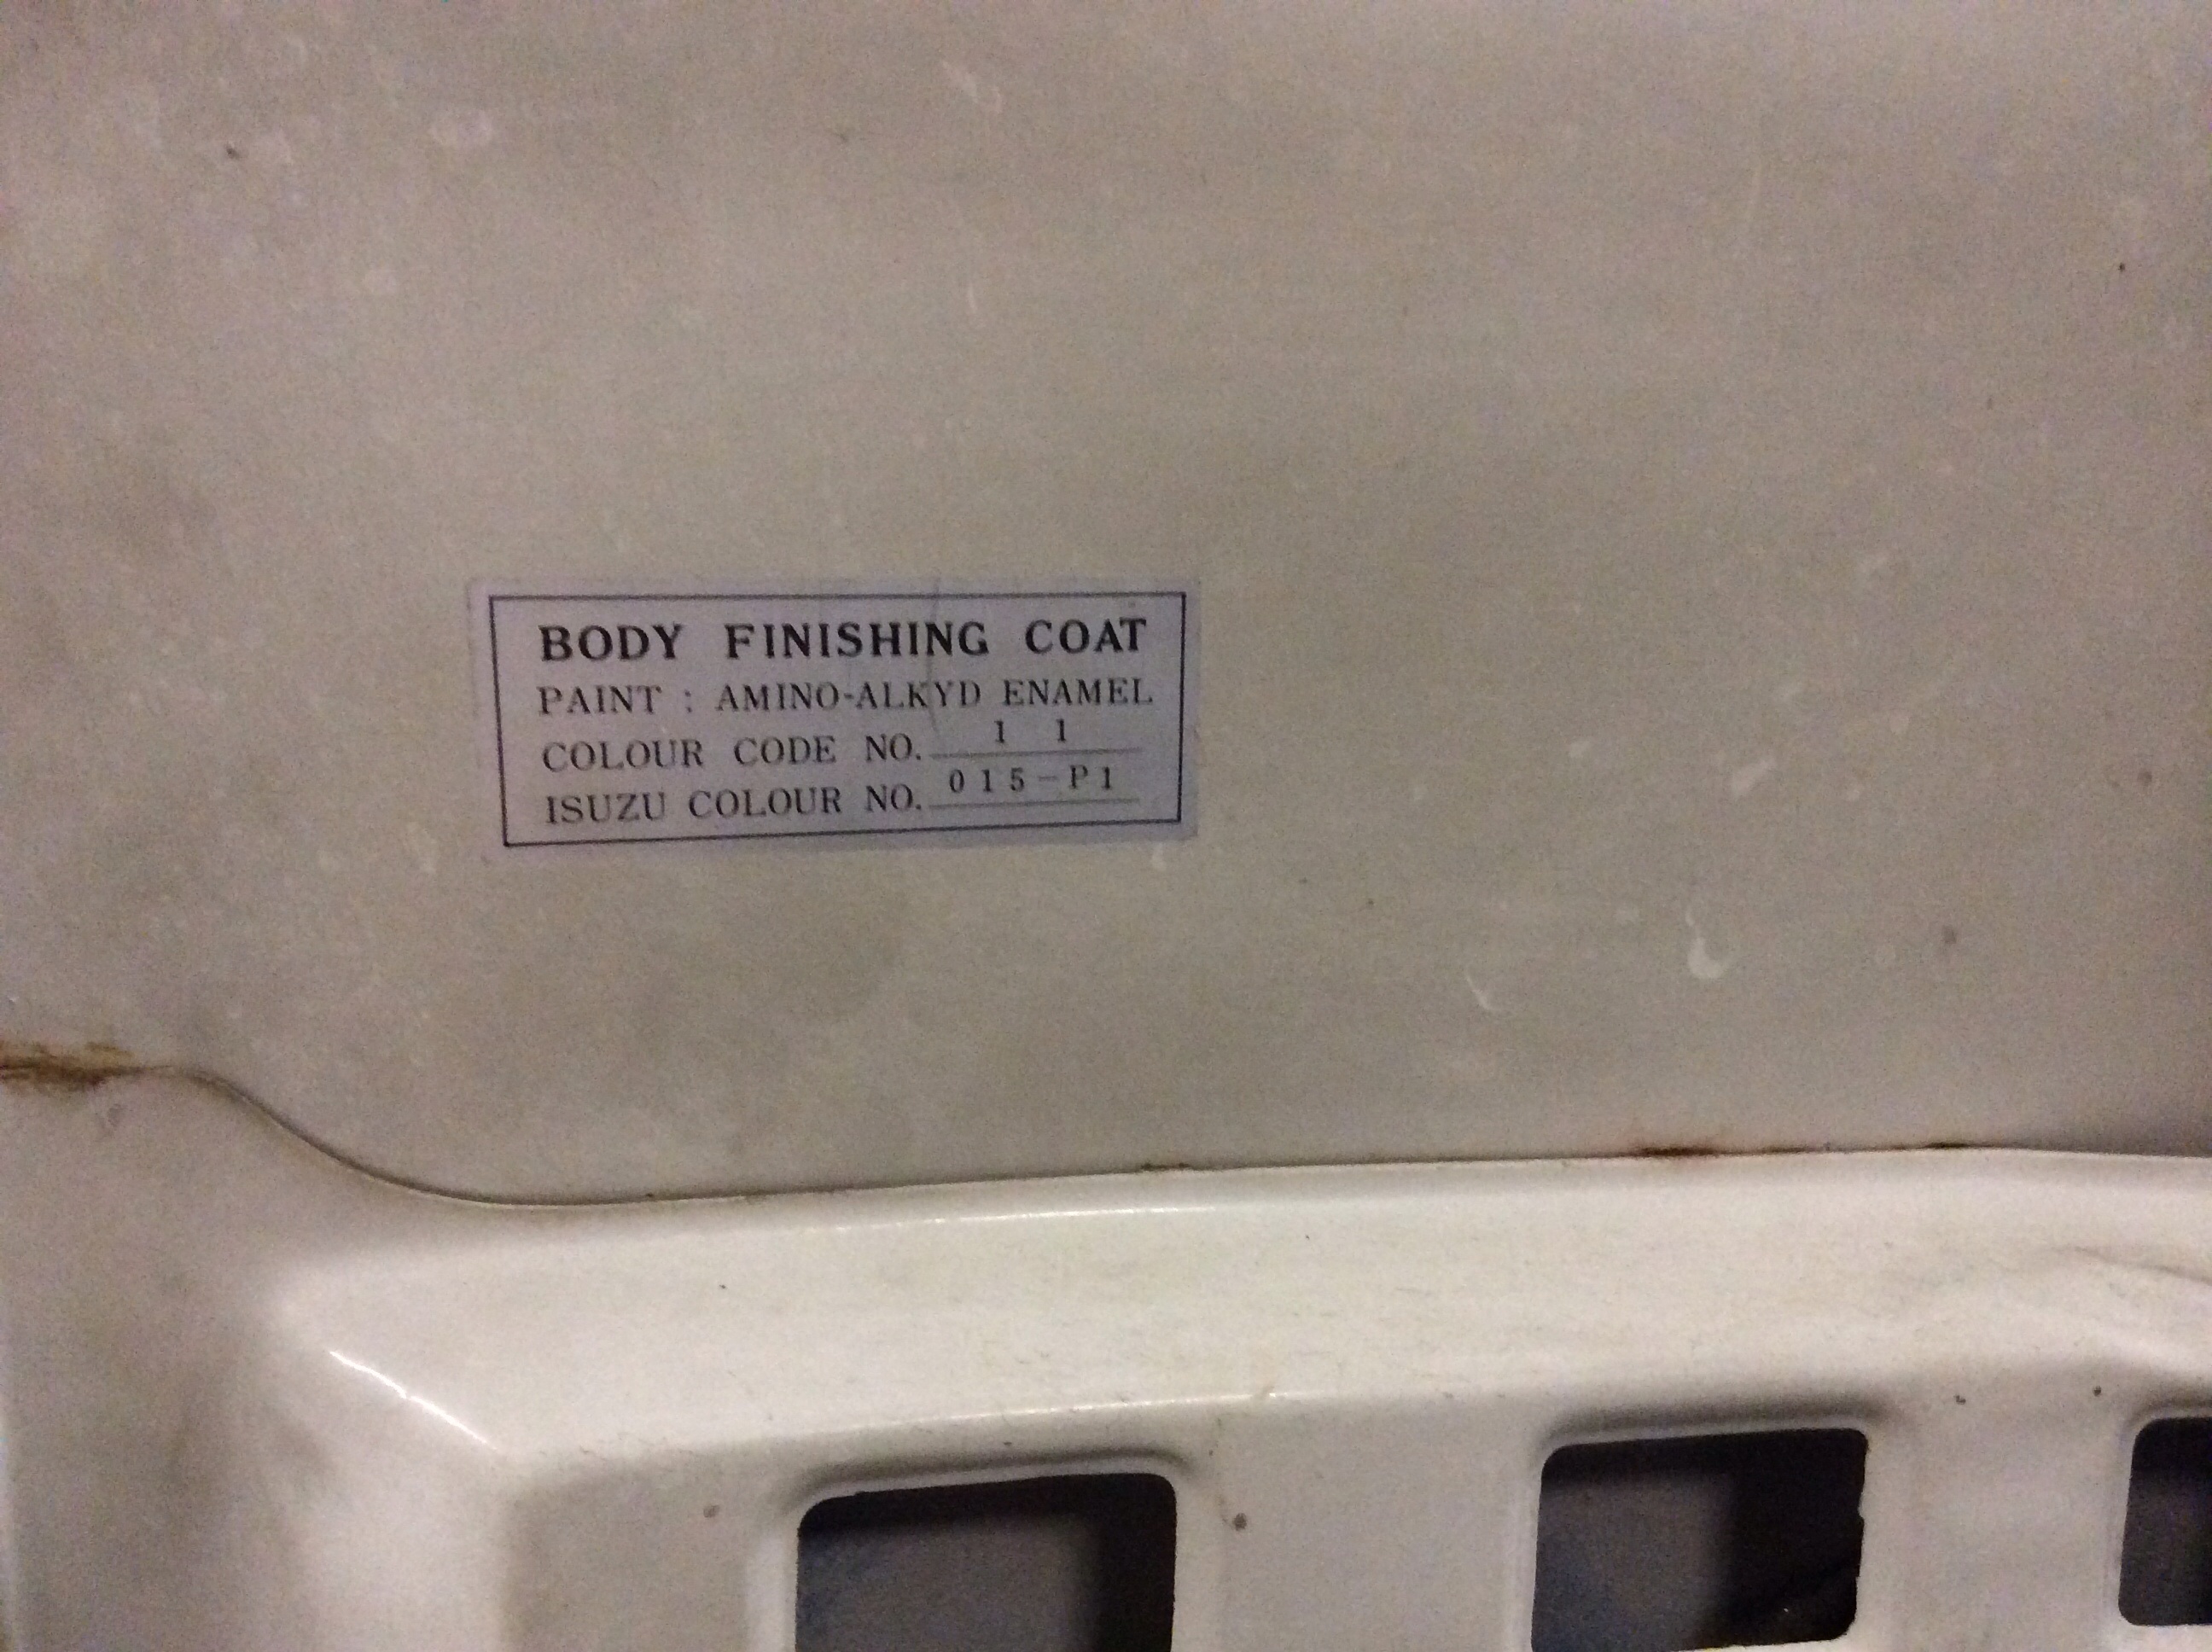 BODY FINISHING COAT
PAINT : AMINO-ALKYD ENAMEL
COLOUR CODE NO. 1 1
ISUZU COLOUR NO. 015-P1